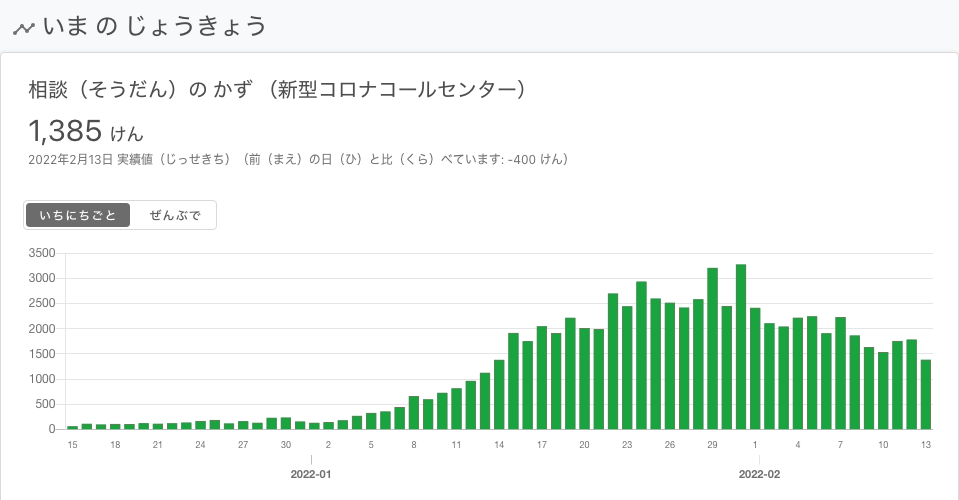 いま の じょうきょう
相談（そうだん）の かず （新型コロナコールセンター）
1,385 けん
2022年2月13日 実績値（じっせきち）（前（まえ）の日（ひ）と比（くら）べています: -400 けん）
いちにちごと ぜんぶで
3500
3000
2500
2000
1500
1000
500
0
15 18 21 24 27 30 2 5 8 11 14 17 20 23 26 29 1 4 7 10 13
2022-01 2022-02